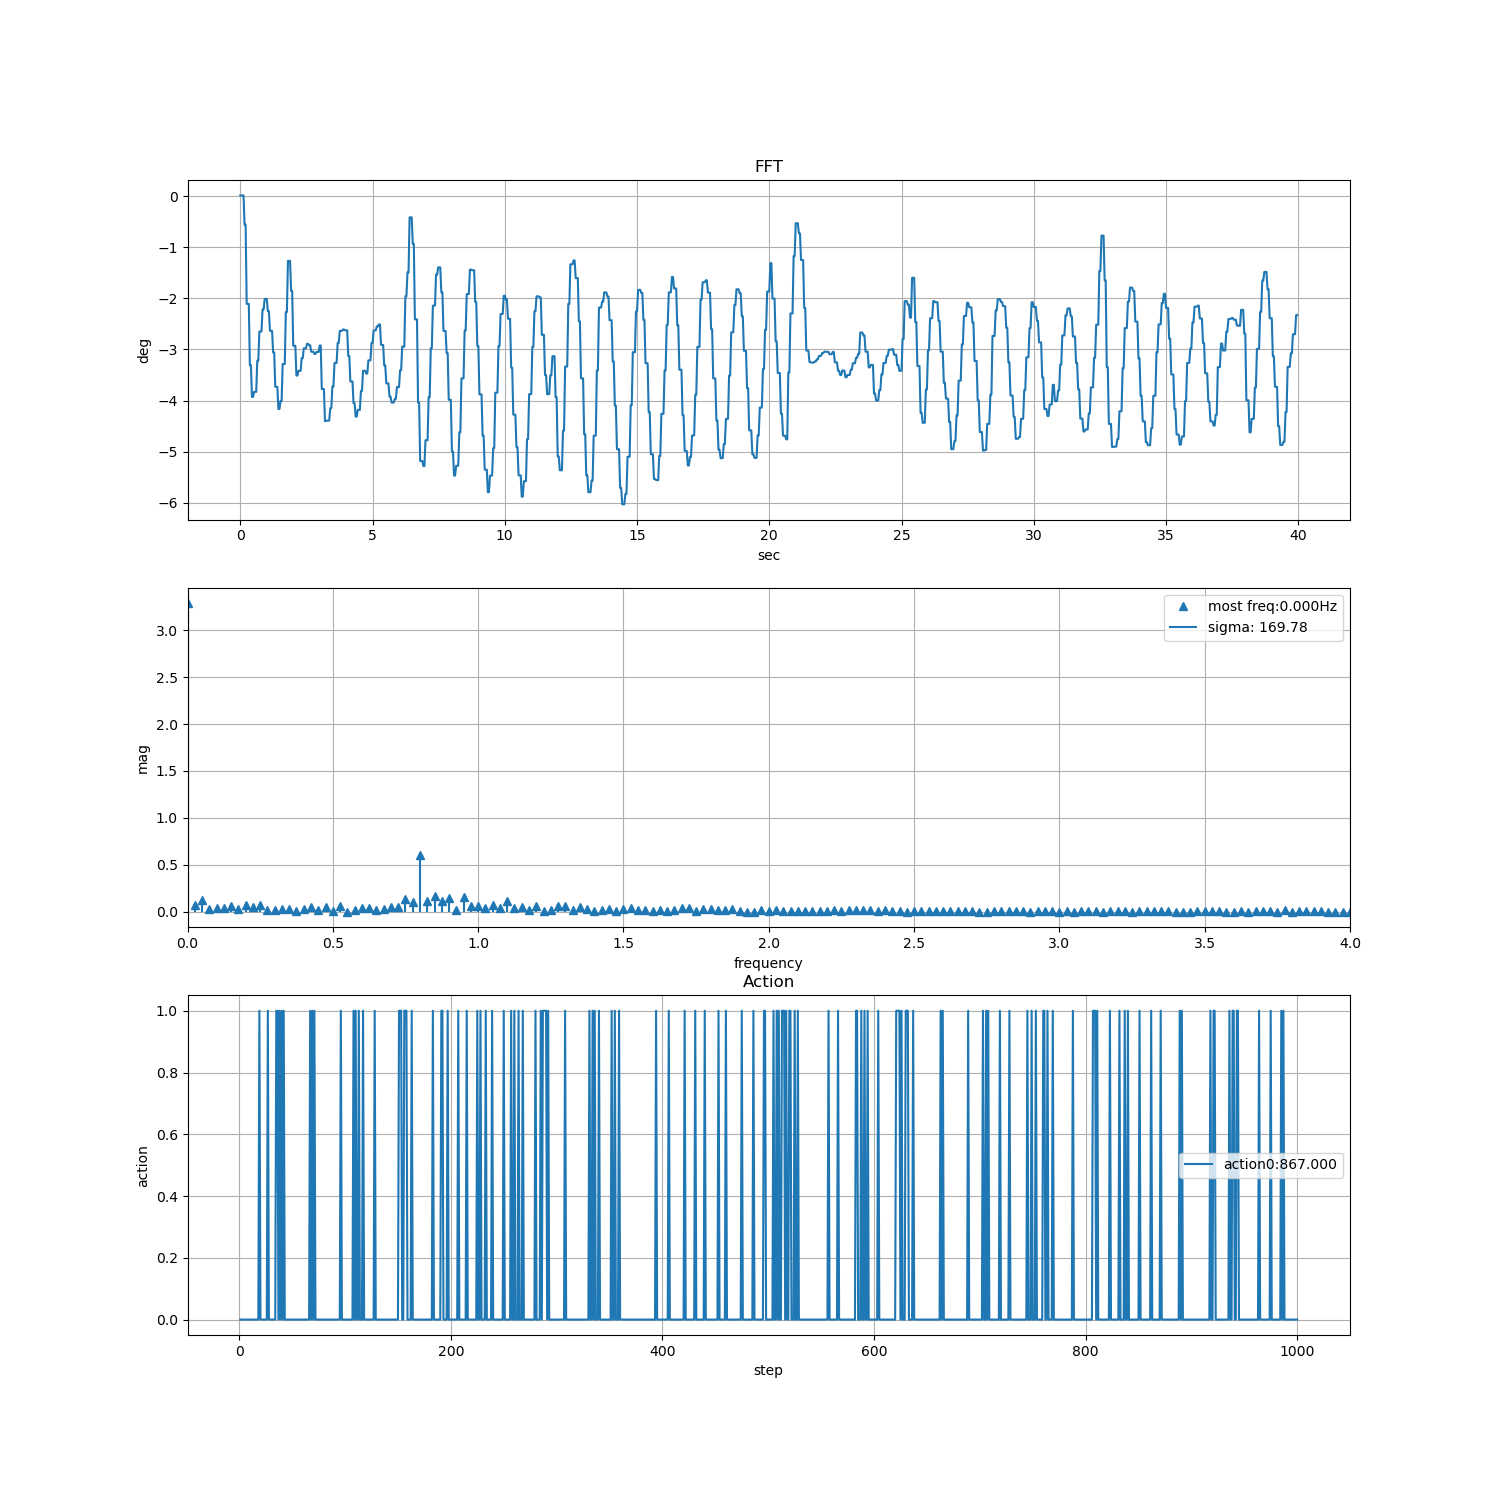 FFT
0
−1
−2
−3
−4
−5
−6
deg
0 5 10 15 20 25 30 35 40
sec
most freq:0.000Hz
sigma: 169.78
3.0
2.5
2.0
1.5
1.0
0.5
0.0
mag
0.0 0.5 1.0 1.5 2.0 2.5 3.0 3.5 4.0
frequency
Action
1.0
0.8
0.6
0.4
0.2
0.0
action
action0:867.000
0 200 400 600 800 1000
step